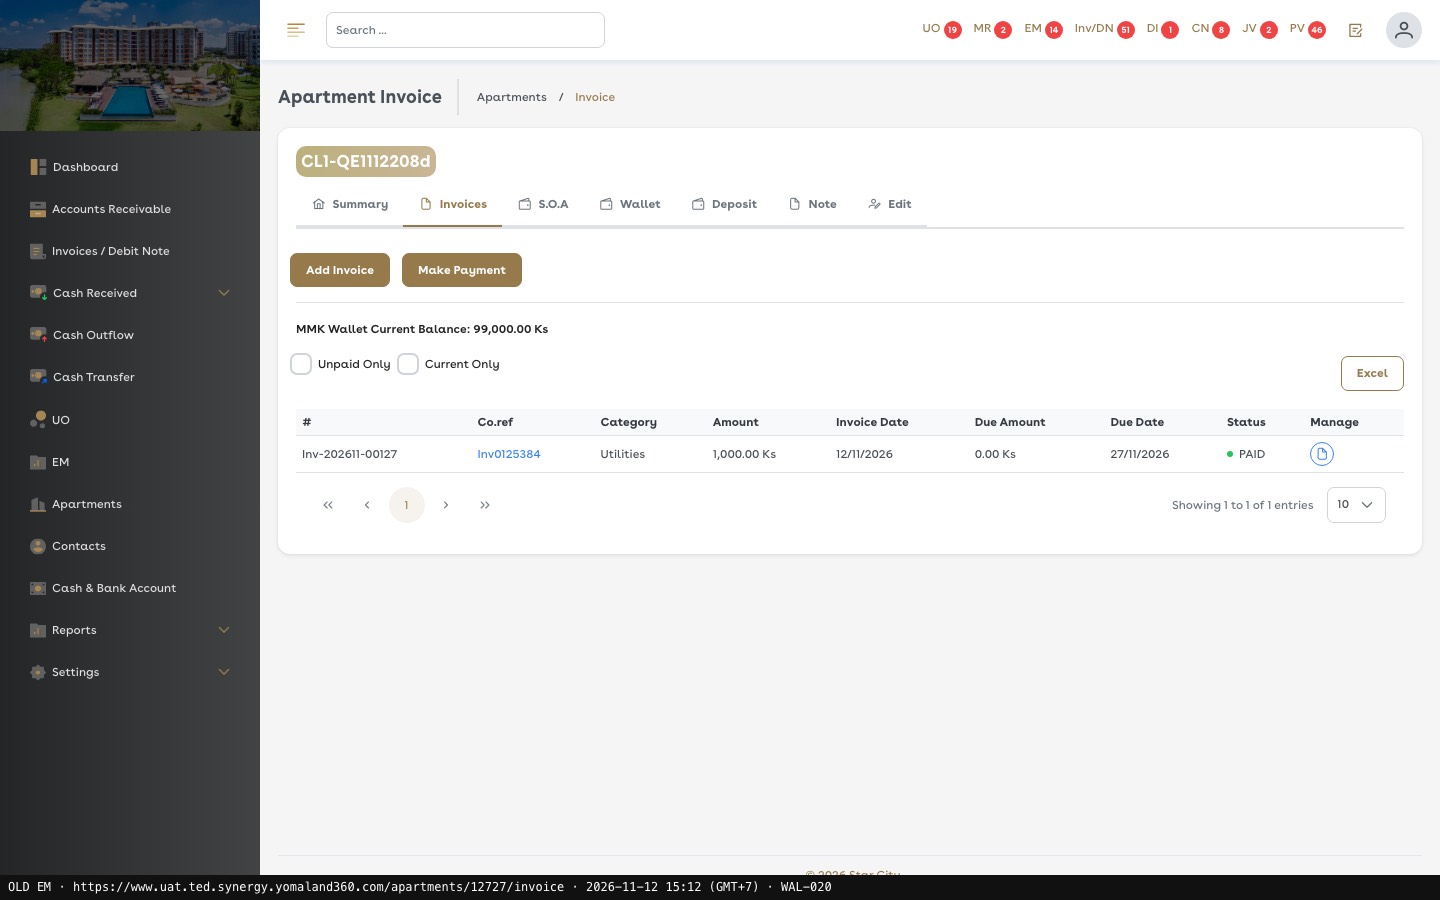 Search ...
UO 19 MR 2 EM 14 Inv/DN 51 DI 1 CN 8 JV 2 PV 46
Apartment Invoice
Apartments / Invoice
Dashboard
Accounts Receivable
Invoices / Debit Note
Cash Received
Cash Outflow
Cash Transfer
UO
EM
Apartments
Contacts
Cash & Bank Account
Reports
Settings
CL1-QE1112208d
Summary Invoices S.O.A Wallet Deposit Note Edit
Add Invoice Make Payment
MMK Wallet Current Balance: 99,000.00 Ks
Unpaid Only Current Only
Excel
# Co.ref Category Amount Invoice Date Due Amount Due Date Status Manage
Inv-202611-00127 Inv0125384 Utilities 1,000.00 Ks 12/11/2026 0.00 Ks 27/11/2026 PAID
« ‹ 1 › » Showing 1 to 1 of 1 entries 10
© 2026 Star City
OLD EM · https://www.uat.ted.synergy.yomaland360.com/apartments/12727/invoice · 2026-11-12 15:12 (GMT+7) · WAL-020